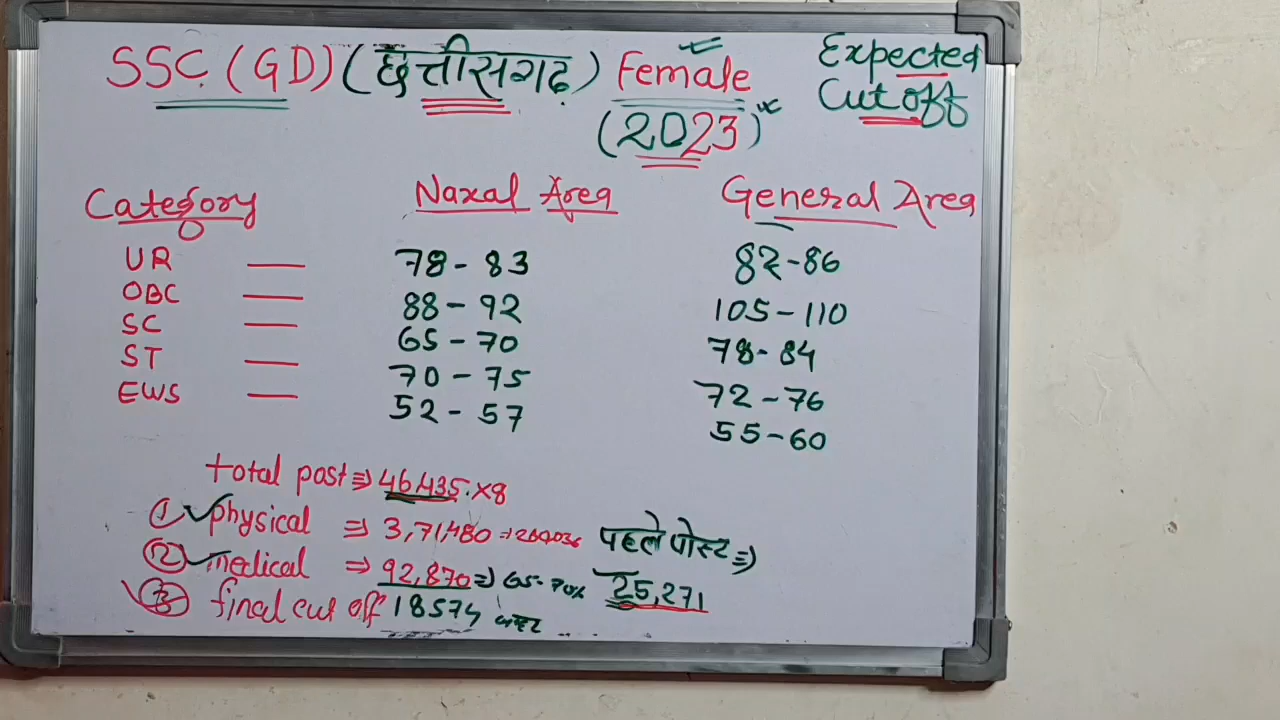 SSC (GD) (छत्तीसगढ़) Female Expected
(2023) Cutoff
Category Naxal Area General Area
UR — 78 - 83 82 - 86
OBC — 88 - 92 105 - 110
SC — 65 - 70 78 - 84
ST — 70 - 75 72 - 76
EWS — 52 - 57 55 - 60
total post ⇒ 46,435 × 8
① physical ⇒ 3,71,480 पहले पोस्ट ⇒
② medical ⇒ 92,870 ⇒ 65-70% 25,271
③ final cut off 18574